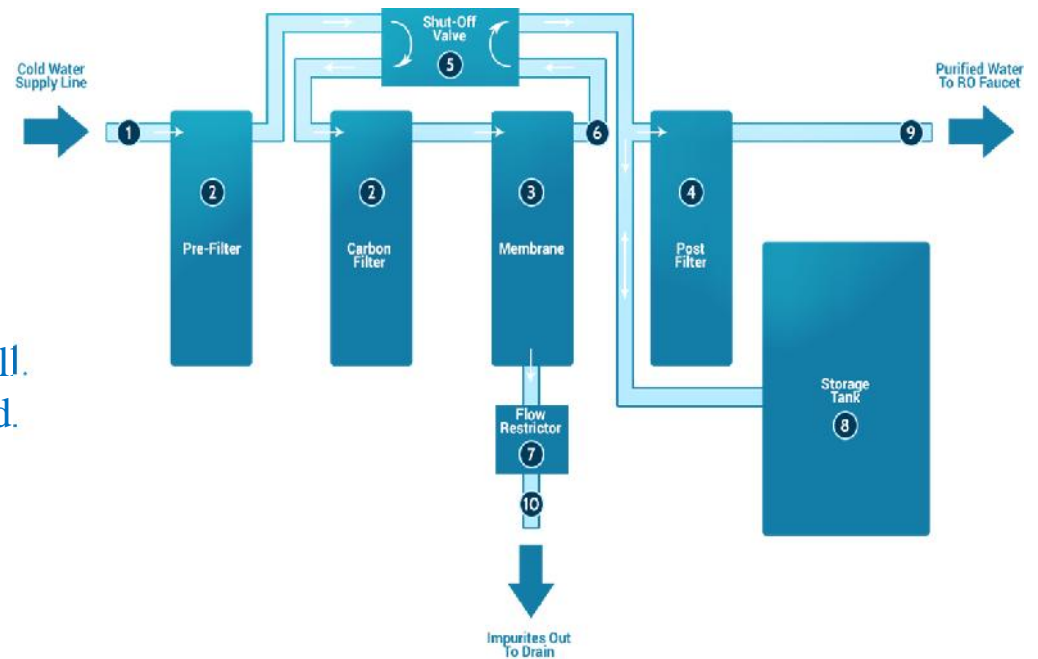 Shut-Off
Valve
5
Cold Water
Supply Line
Purified Water
To RO Faucet
1
6
9
2
2
3
4
Pre-Filter
Carbon
Filter
Membrane
Post
Filter
Storage
Tank
8
Flow
Restrictor
7
10
Impurites Out
To Drain